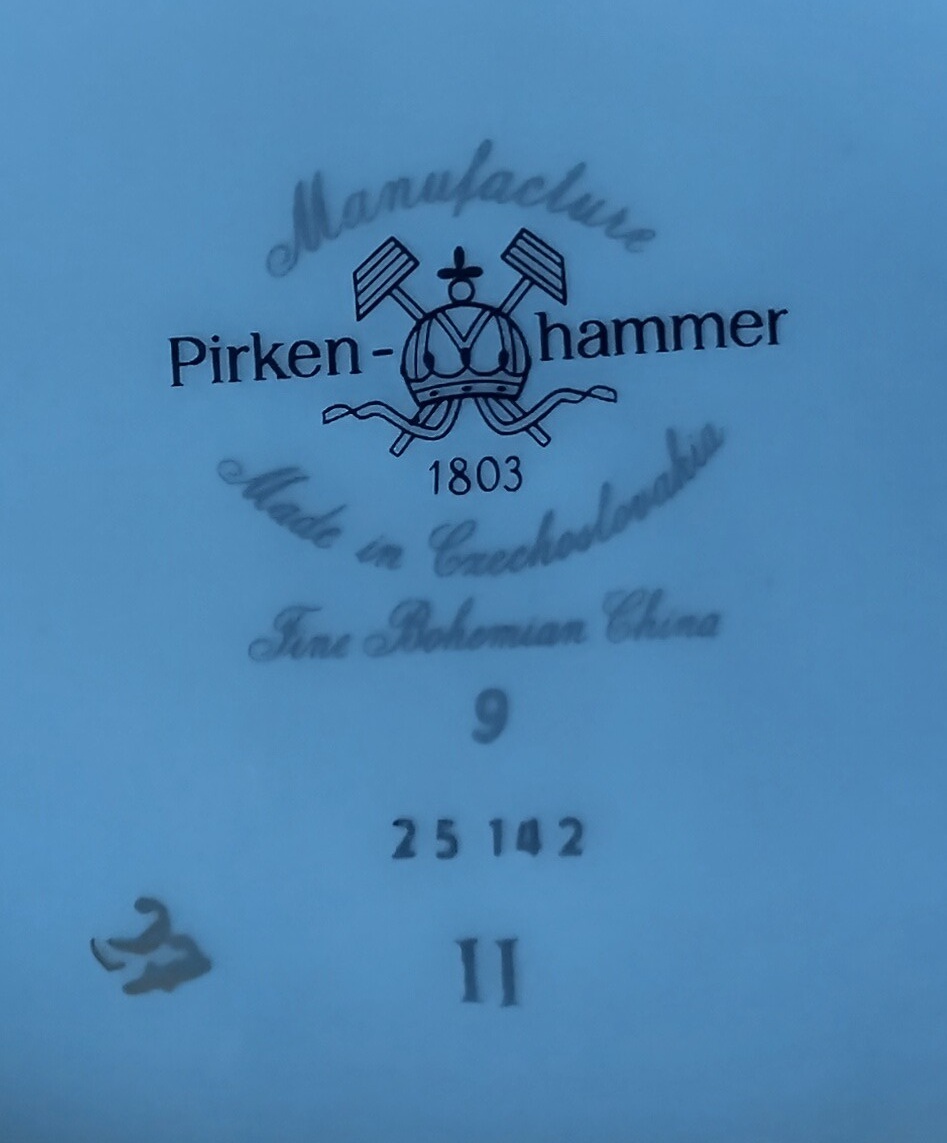 Manufacture
Pirken-hammer
1803
Made in Czechoslovakia
Fine Bohemian China
9
25 142
II